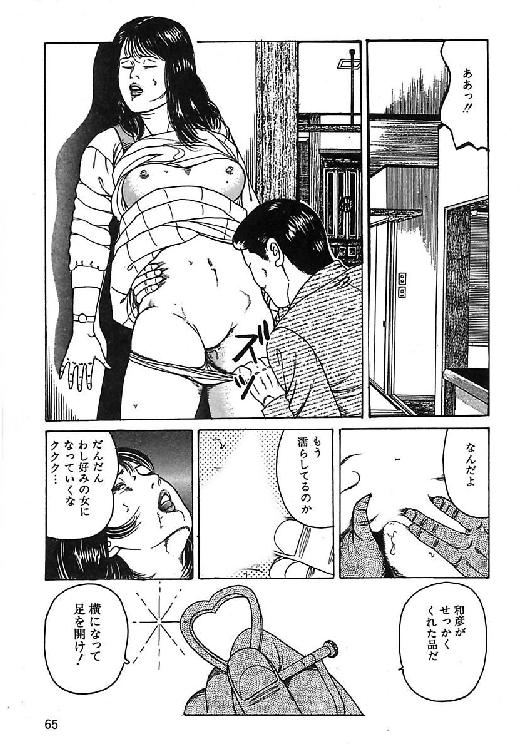 ああっ!!
なんだよ
もう
濡らしてるのか
だんだん
わし好みの女に
なっていくな
ククク…
和彦が
せっかく
くれた品だ
横になって
足を開け!
ズズッ
65